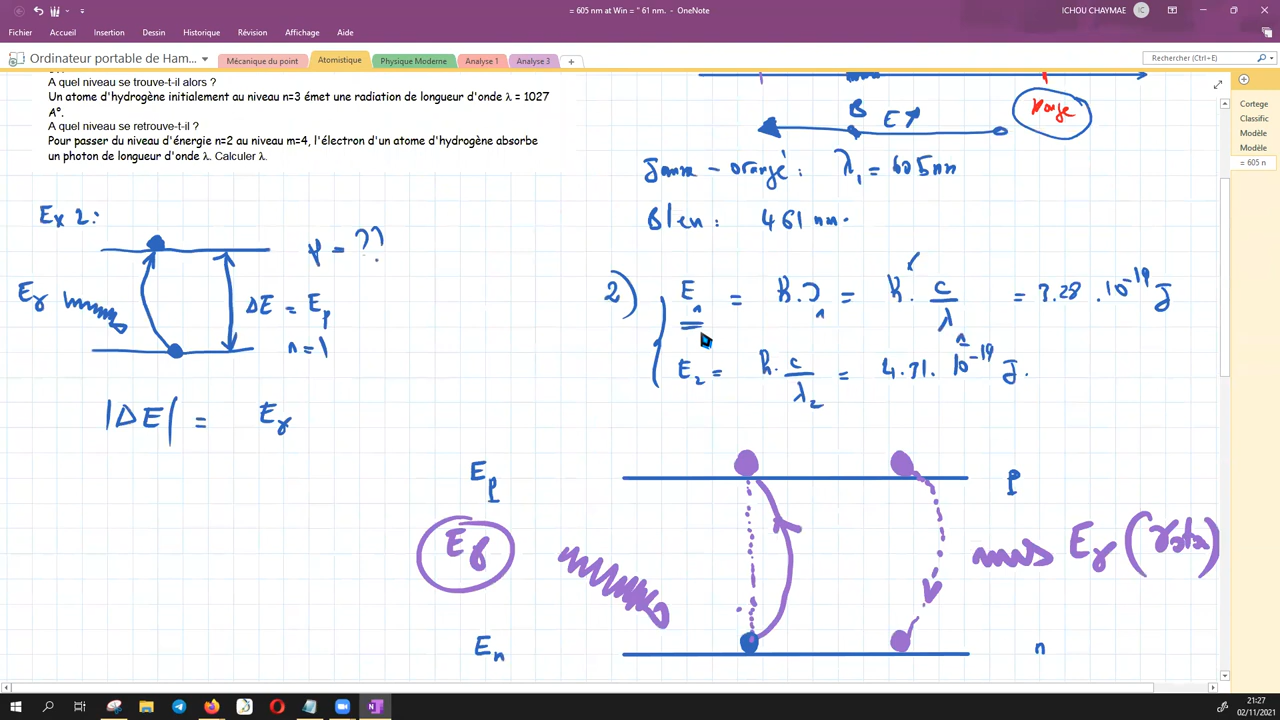 = 605 nm at Win = " 61 nm. - OneNote
ICHOU CHAYMAE
IC
Fichier Accueil Insertion Dessin Historique Révision Affichage Aide
Ordinateur portable de Ham...
Mécanique du point
Atomistique
Physique Moderne
Analyse 1
Analyse 3
Rechercher (Ctrl+E)
A quel niveau se trouve-t-il alors ?
Un atome d'hydrogène initialement au niveau n=3 émet une radiation de longueur d'onde λ = 1027
A°.
A quel niveau se retrouve-t-il ?
Pour passer du niveau d'énergie n=2 au niveau m=4, l'électron d'un atome d'hydrogène absorbe
un photon de longueur d'onde λ. Calculer λ.
Ex 2:
p = ??
Eγ
ΔE = Ep
n=1
|ΔE| = Eγ
B
E↗
Rouge
Jaune - orangé : λ1 = 605 nm
Bleu : 461 nm.
2) E1 = h.ν1 = h. c/λ1 = 3.28 .10^-19 J
E2 = h. c/λ2 = 4.31. 10^-19 J.
Ep
p
Eγ
Eγ
En
n
Cortege
Classific
Modèle
Modèle
= 605 n
21:27
02/11/2021